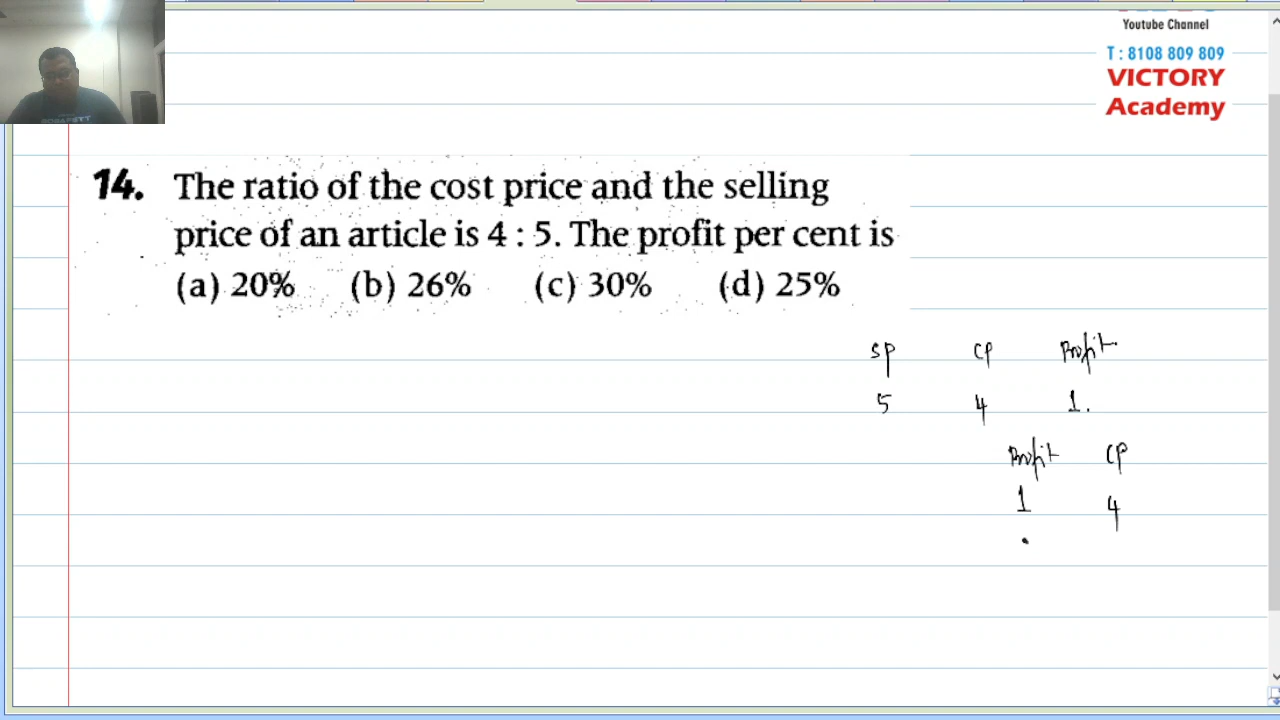 Youtube Channel
T : 8108 809 809
VICTORY
Academy
14. The ratio of the cost price and the selling
price of an article is 4 : 5. The profit per cent is
(a) 20% (b) 26% (c) 30% (d) 25%
SP CP Profit.
5 4 1.
Profit CP
1 4